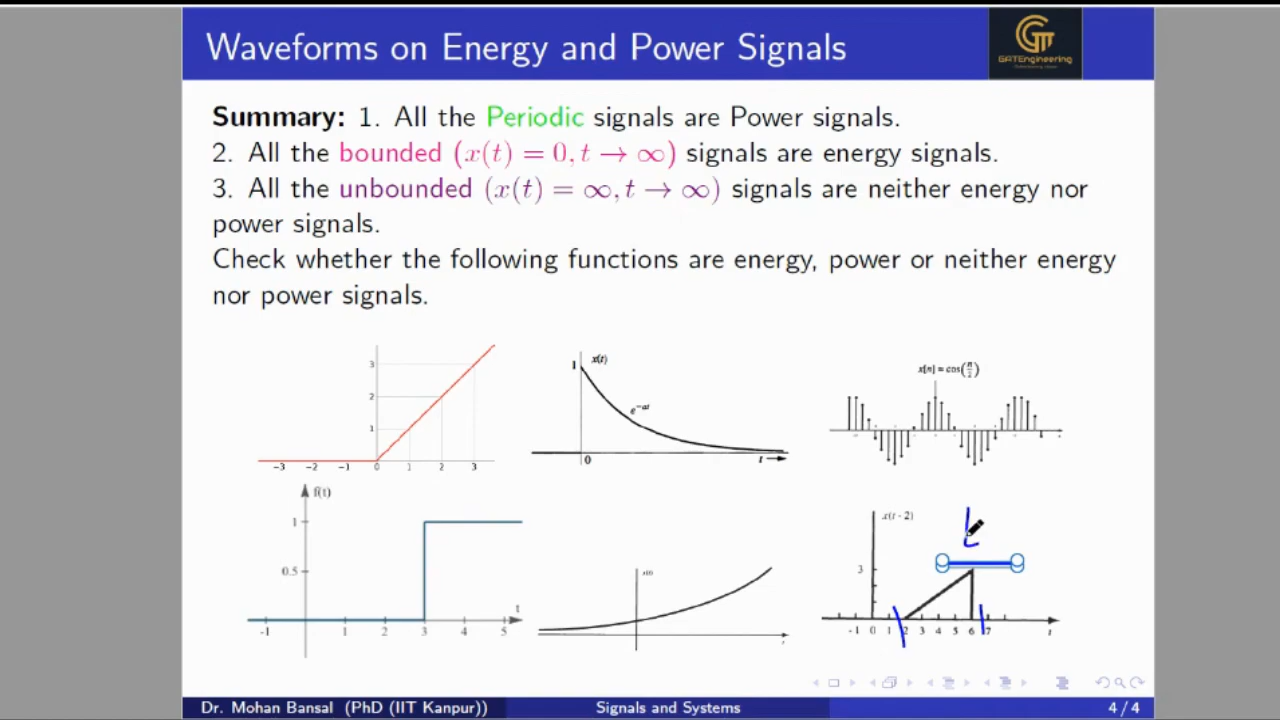 Waveforms on Energy and Power Signals
GATEngineering
Summary: 1. All the Periodic signals are Power signals.
2. All the bounded (x(t) = 0, t → ∞) signals are energy signals.
3. All the unbounded (x(t) = ∞, t → ∞) signals are neither energy nor
power signals.
Check whether the following functions are energy, power or neither energy
nor power signals.
3
2
1
-3 -2 -1 0 1 2 3
1 x(t)
e^{-at}
0 t
x[n] = cos(n/2)
f(t)
1
0.5
-1 1 2 3 4 5 t
x(t - 2)
3
-1 0 1 2 3 4 5 6 7 t
Dr. Mohan Bansal (PhD (IIT Kanpur)) Signals and Systems 4 / 4